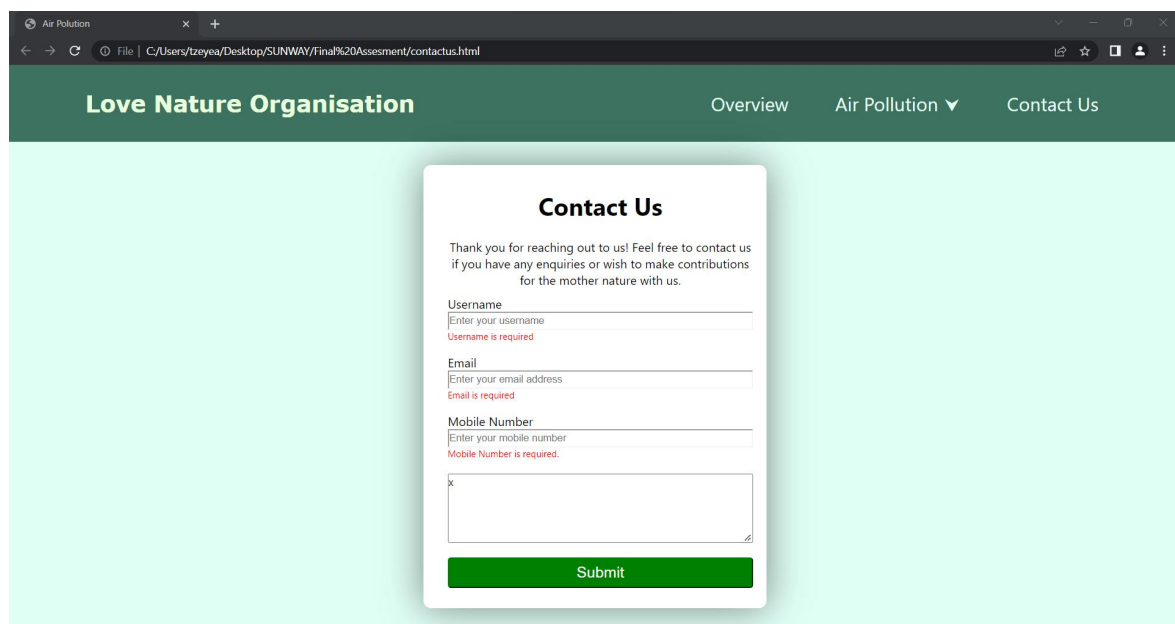 Air Polution
File | C:/Users/tzeyea/Desktop/SUNWAY/Final%20Assesment/contactus.html
Love Nature Organisation
Overview
Air Pollution
Contact Us
Contact Us
Thank you for reaching out to us! Feel free to contact us
if you have any enquiries or wish to make contributions
for the mother nature with us.
Username
Enter your username
Username is required
Email
Enter your email address
Email is required
Mobile Number
Enter your mobile number
Mobile Number is required.
x
Submit